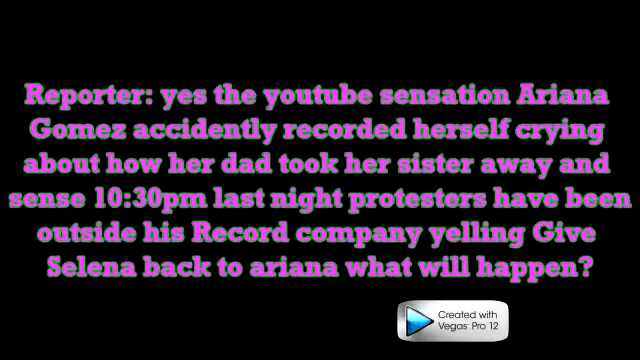 Reporter: yes the youtube sensation Ariana
Gomez accidently recorded herself crying
about how her dad took her sister away and
sense 10:30pm last night protesters have been
outside his Record company yelling Give
Selena back to ariana what will happen?
Created with
Vegas Pro 12